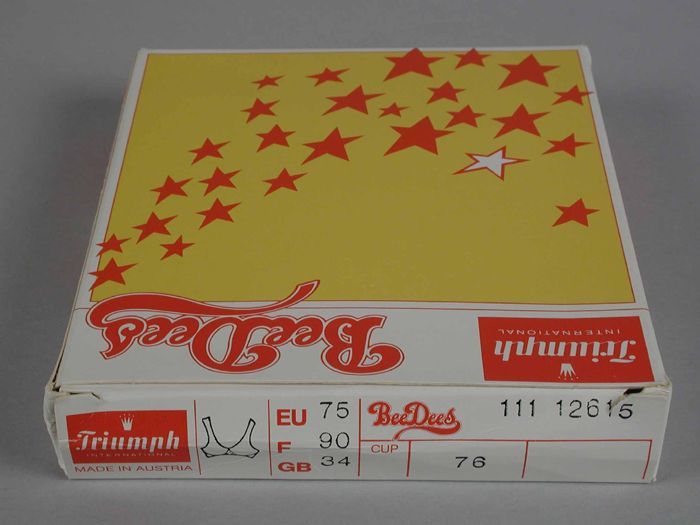 BeeDees
Triumph
INTERNATIONAL
Triumph
INTERNATIONAL
MADE IN AUSTRIA
EU 75
F 90
GB 34
BeeDees 111 12615
CUP 76